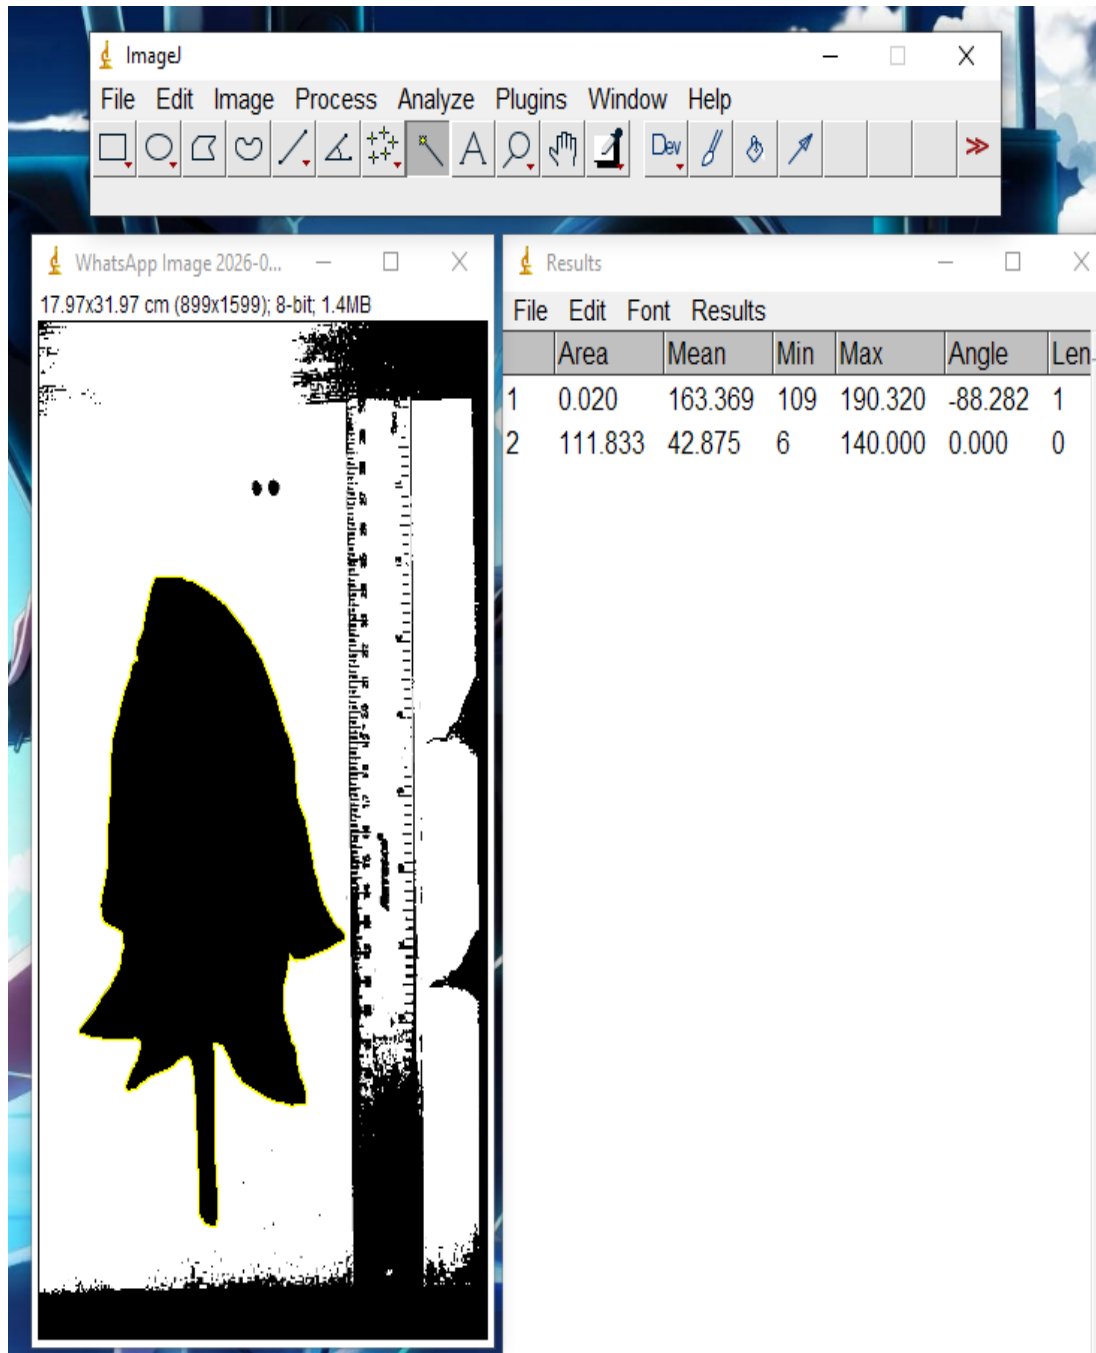 ImageJ
File Edit Image Process Analyze Plugins Window Help
A Dev
WhatsApp Image 2026-0...
17.97x31.97 cm (899x1599); 8-bit; 1.4MB
Results
File Edit Font Results
Area Mean Min Max Angle Len
1 0.020 163.369 109 190.320 -88.282 1
2 111.833 42.875 6 140.000 0.000 0